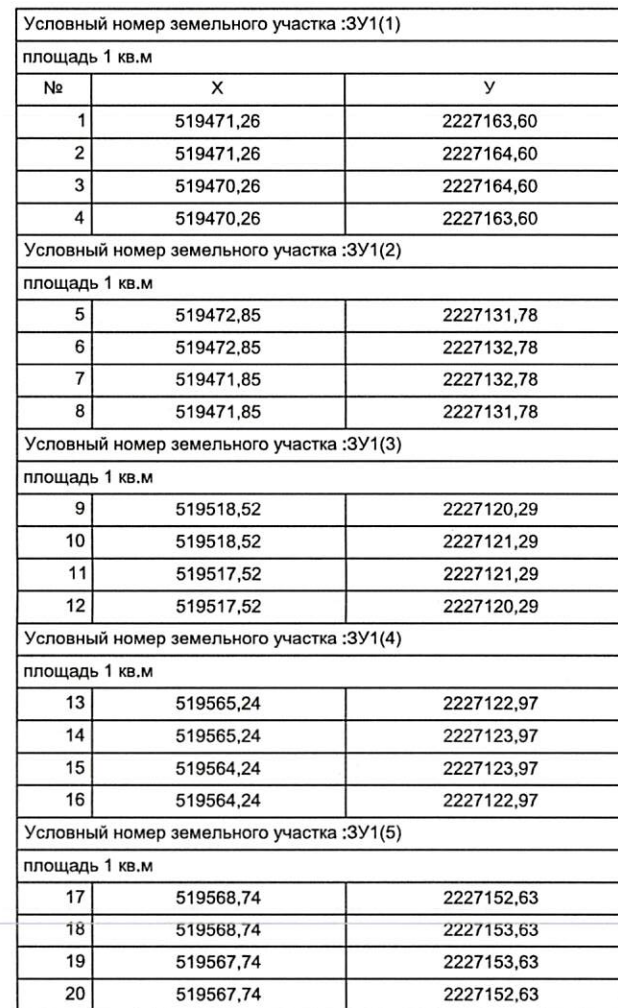 Условный номер земельного участка :ЗУ1(1)
площадь 1 кв.м
№ X У
1 519471,26 2227163,60
2 519471,26 2227164,60
3 519470,26 2227164,60
4 519470,26 2227163,60
Условный номер земельного участка :ЗУ1(2)
площадь 1 кв.м
5 519472,85 2227131,78
6 519472,85 2227132,78
7 519471,85 2227132,78
8 519471,85 2227131,78
Условный номер земельного участка :ЗУ1(3)
площадь 1 кв.м
9 519518,52 2227120,29
10 519518,52 2227121,29
11 519517,52 2227121,29
12 519517,52 2227120,29
Условный номер земельного участка :ЗУ1(4)
площадь 1 кв.м
13 519565,24 2227122,97
14 519565,24 2227123,97
15 519564,24 2227123,97
16 519564,24 2227122,97
Условный номер земельного участка :ЗУ1(5)
площадь 1 кв.м
17 519568,74 2227152,63
18 519568,74 2227153,63
19 519567,74 2227153,63
20 519567,74 2227152,63